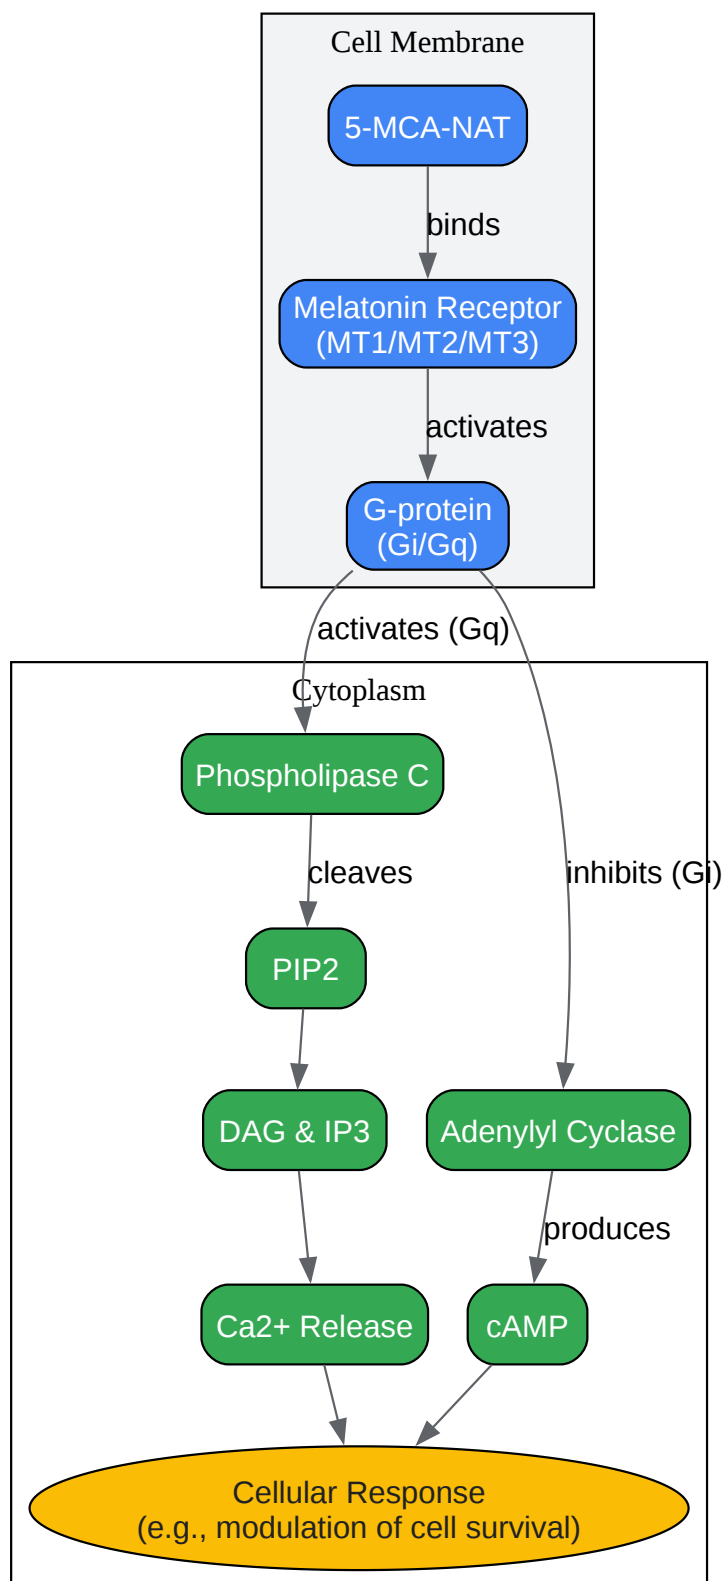 Cell Membrane
5-MCA-NAT
binds
Melatonin Receptor
(MT1/MT2/MT3)
activates
G-protein
(Gi/Gq)
activates (Gq)
Cytoplasm
Phospholipase C
cleaves
inhibits (Gi)
PIP2
DAG & IP3
Adenylyl Cyclase
produces
Ca2+ Release
cAMP
Cellular Response
(e.g., modulation of cell survival)